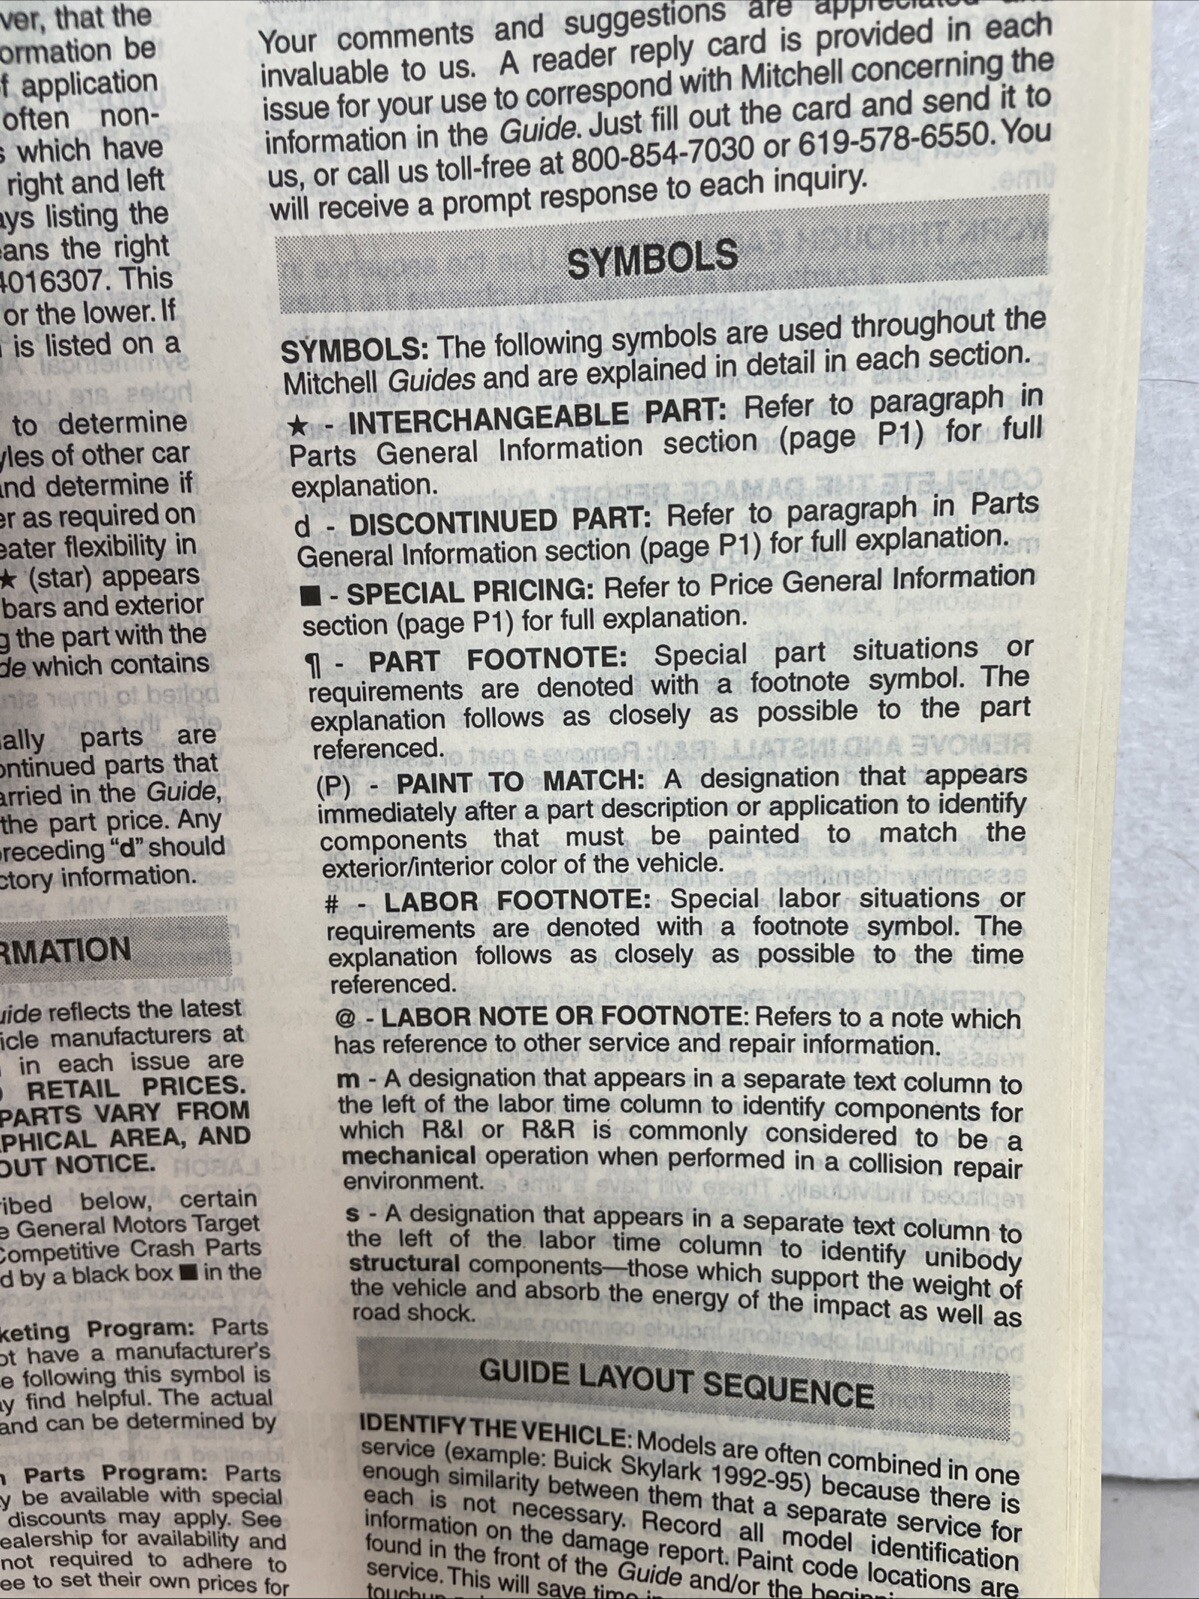 ver, that the
ormation be
f application
often non-
s which have
right and left
ays listing the
eans the right
4016307. This
or the lower. If
is listed on a
to determine
yles of other car
and determine if
er as required on
eater flexibility in
★ (star) appears
bars and exterior
g the part with the
de which contains
ally parts are
ontinued parts that
arried in the Guide,
the part price. Any
preceding "d" should
ctory information.
RMATION
uide reflects the latest
icle manufacturers at
in each issue are
RETAIL PRICES.
PARTS VARY FROM
PHICAL AREA, AND
OUT NOTICE.
ribed below, certain
e General Motors Target
Competitive Crash Parts
d by a black box ■ in the
keting Program: Parts
ot have a manufacturer's
e following this symbol is
ay find helpful. The actual
and can be determined by
n Parts Program: Parts
y be available with special
discounts may apply. See
ealership for availability and
not required to adhere to
ee to set their own prices for
Your comments and suggestions are appreciated and
invaluable to us. A reader reply card is provided in each
issue for your use to correspond with Mitchell concerning the
information in the Guide. Just fill out the card and send it to
us, or call us toll-free at 800-854-7030 or 619-578-6550. You
will receive a prompt response to each inquiry.
SYMBOLS
SYMBOLS: The following symbols are used throughout the
Mitchell Guides and are explained in detail in each section.
★ - INTERCHANGEABLE PART: Refer to paragraph in
Parts General Information section (page P1) for full
explanation.
d - DISCONTINUED PART: Refer to paragraph in Parts
General Information section (page P1) for full explanation.
■ - SPECIAL PRICING: Refer to Price General Information
section (page P1) for full explanation.
¶ - PART FOOTNOTE: Special part situations or
requirements are denoted with a footnote symbol. The
explanation follows as closely as possible to the part
referenced.
(P) - PAINT TO MATCH: A designation that appears
immediately after a part description or application to identify
components that must be painted to match the
exterior/interior color of the vehicle.
# - LABOR FOOTNOTE: Special labor situations or
requirements are denoted with a footnote symbol. The
explanation follows as closely as possible to the time
referenced.
@ - LABOR NOTE OR FOOTNOTE: Refers to a note which
has reference to other service and repair information.
m - A designation that appears in a separate text column to
the left of the labor time column to identify components for
which R&I or R&R is commonly considered to be a
mechanical operation when performed in a collision repair
environment.
s - A designation that appears in a separate text column to
the left of the labor time column to identify unibody
structural components—those which support the weight of
the vehicle and absorb the energy of the impact as well as
road shock.
GUIDE LAYOUT SEQUENCE
IDENTIFY THE VEHICLE: Models are often combined in one
service (example: Buick Skylark 1992-95) because there is
enough similarity between them that a separate service for
each is not necessary. Record all model identification
information on the damage report. Paint code locations are
found in the front of the Guide and/or the
service. This will save time